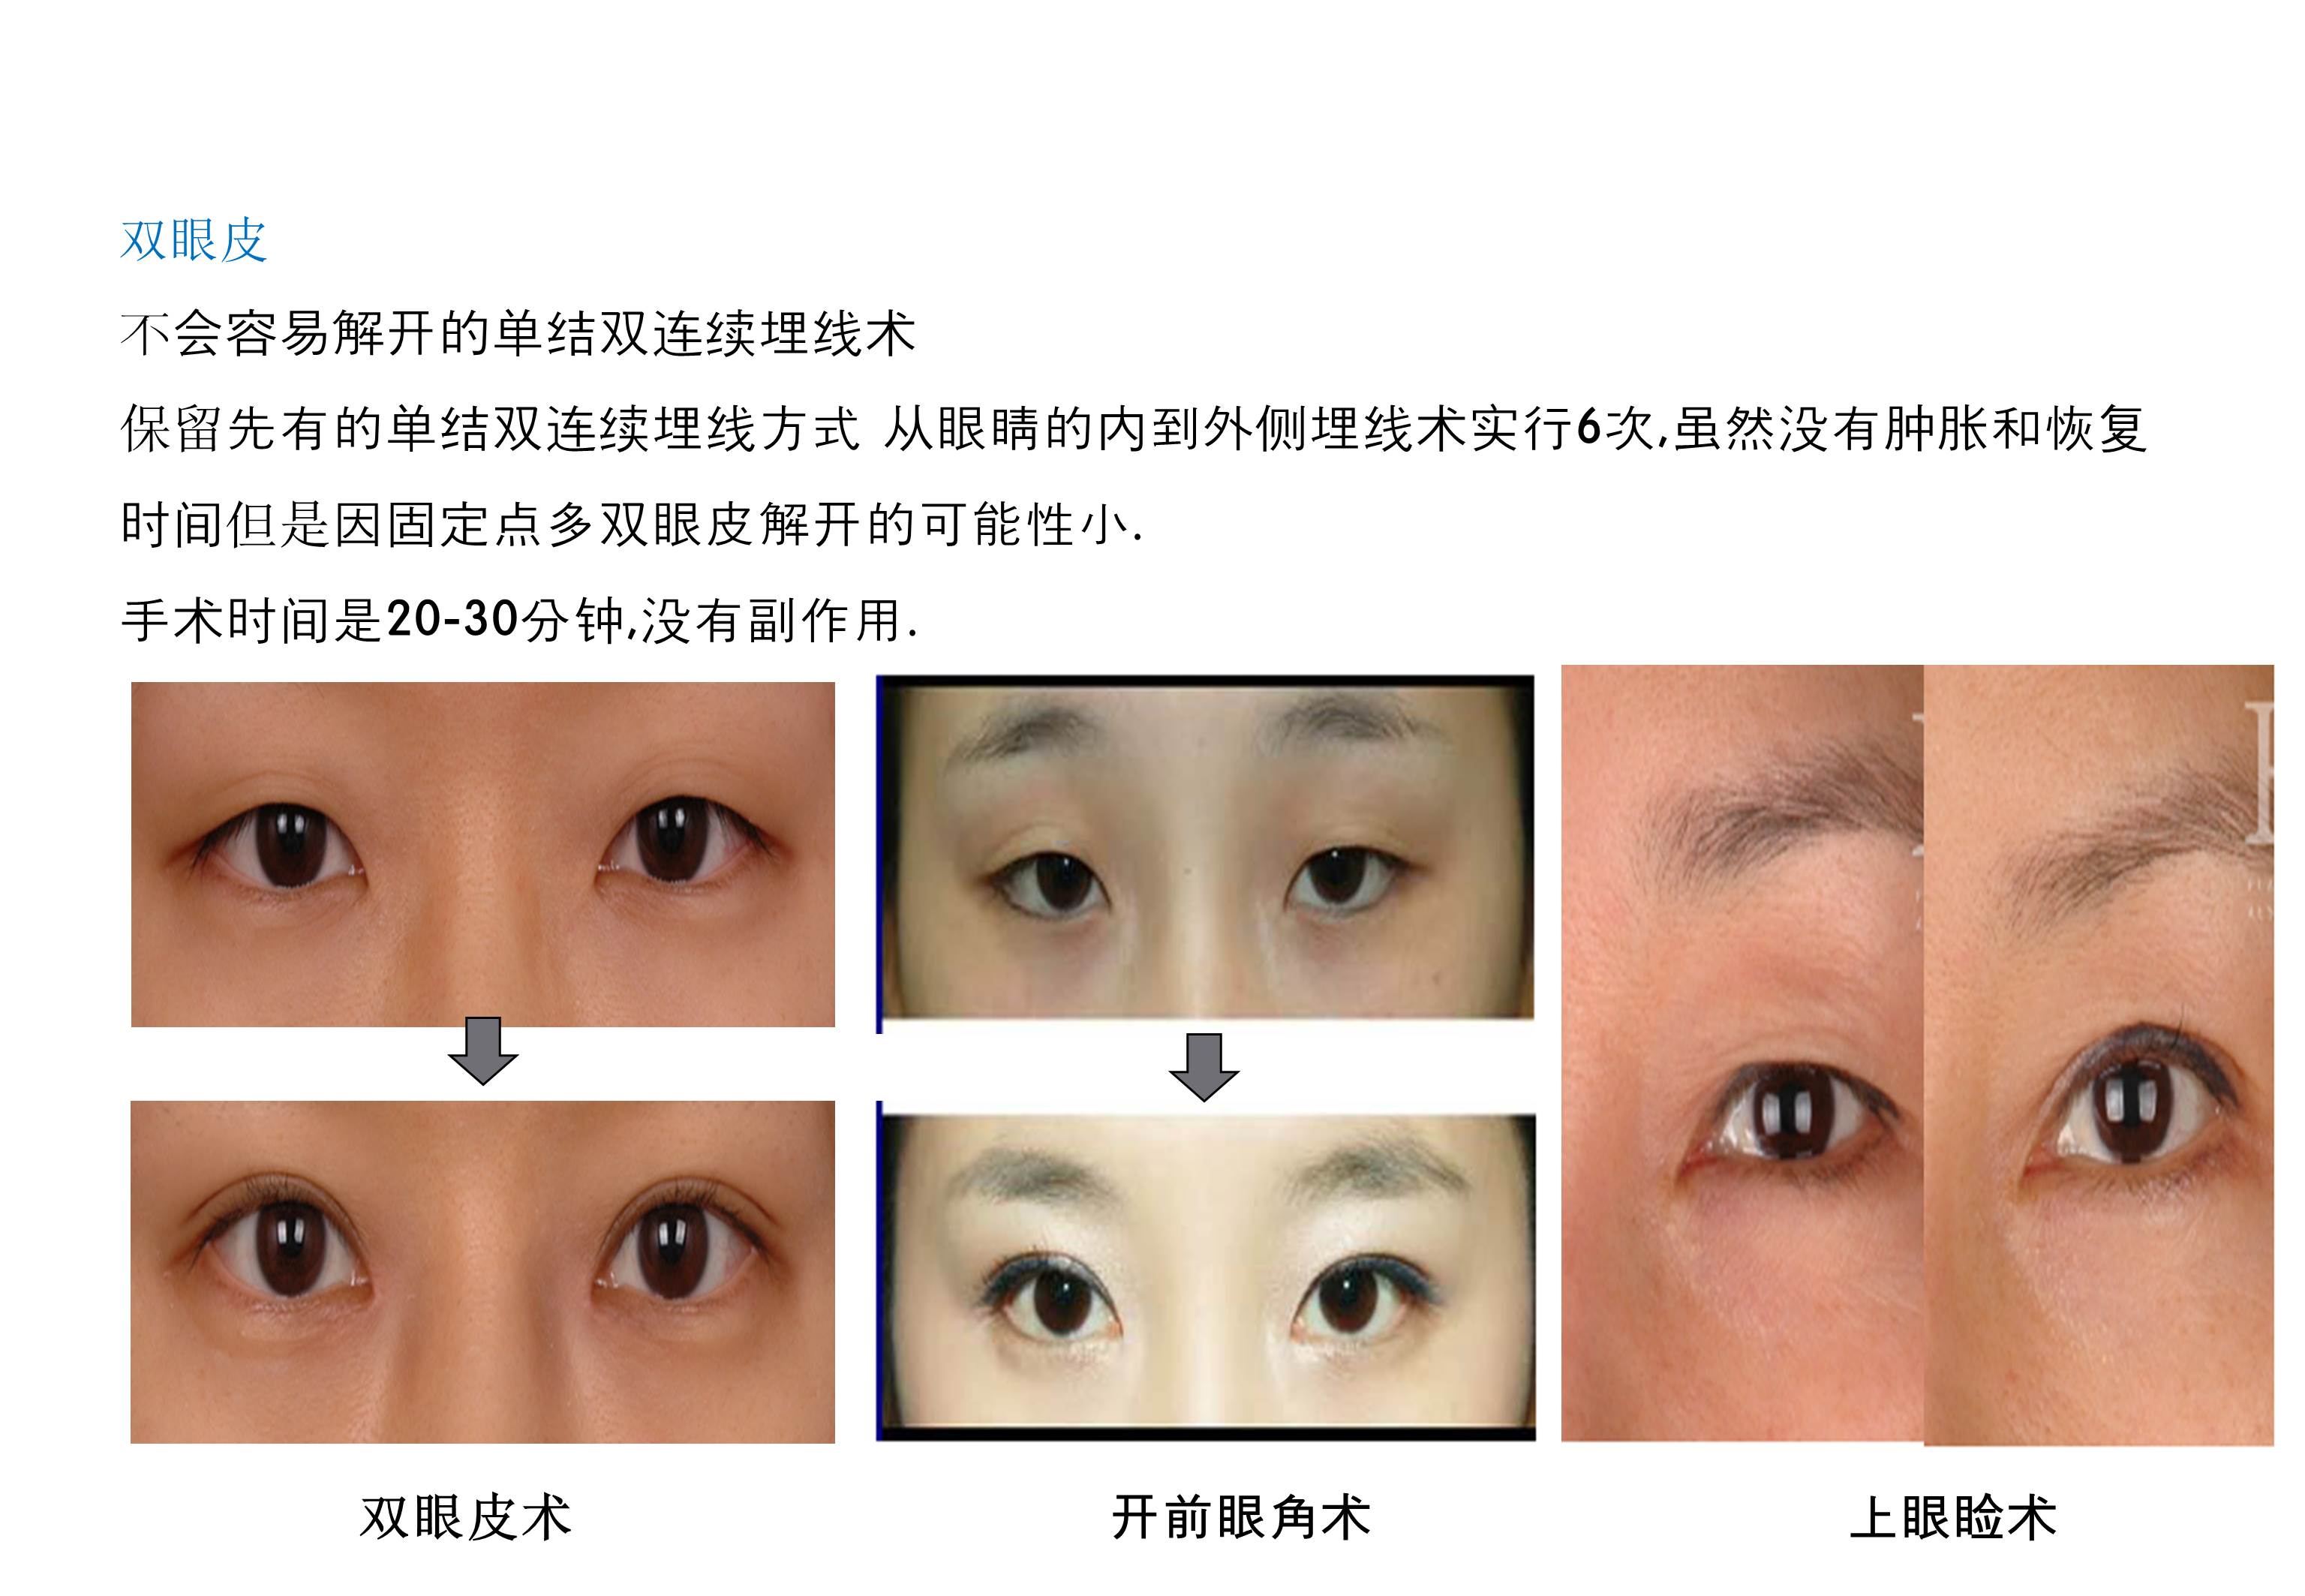 双眼皮
不会容易解开的单结双连续埋线术
保留先有的单结双连续埋线方式 从眼睛的内到外侧埋线术实行6次,虽然没有肿胀和恢复
时间但是因固定点多双眼皮解开的可能性小.
手术时间是20-30分钟,没有副作用.
双眼皮术
开前眼角术
上眼睑术